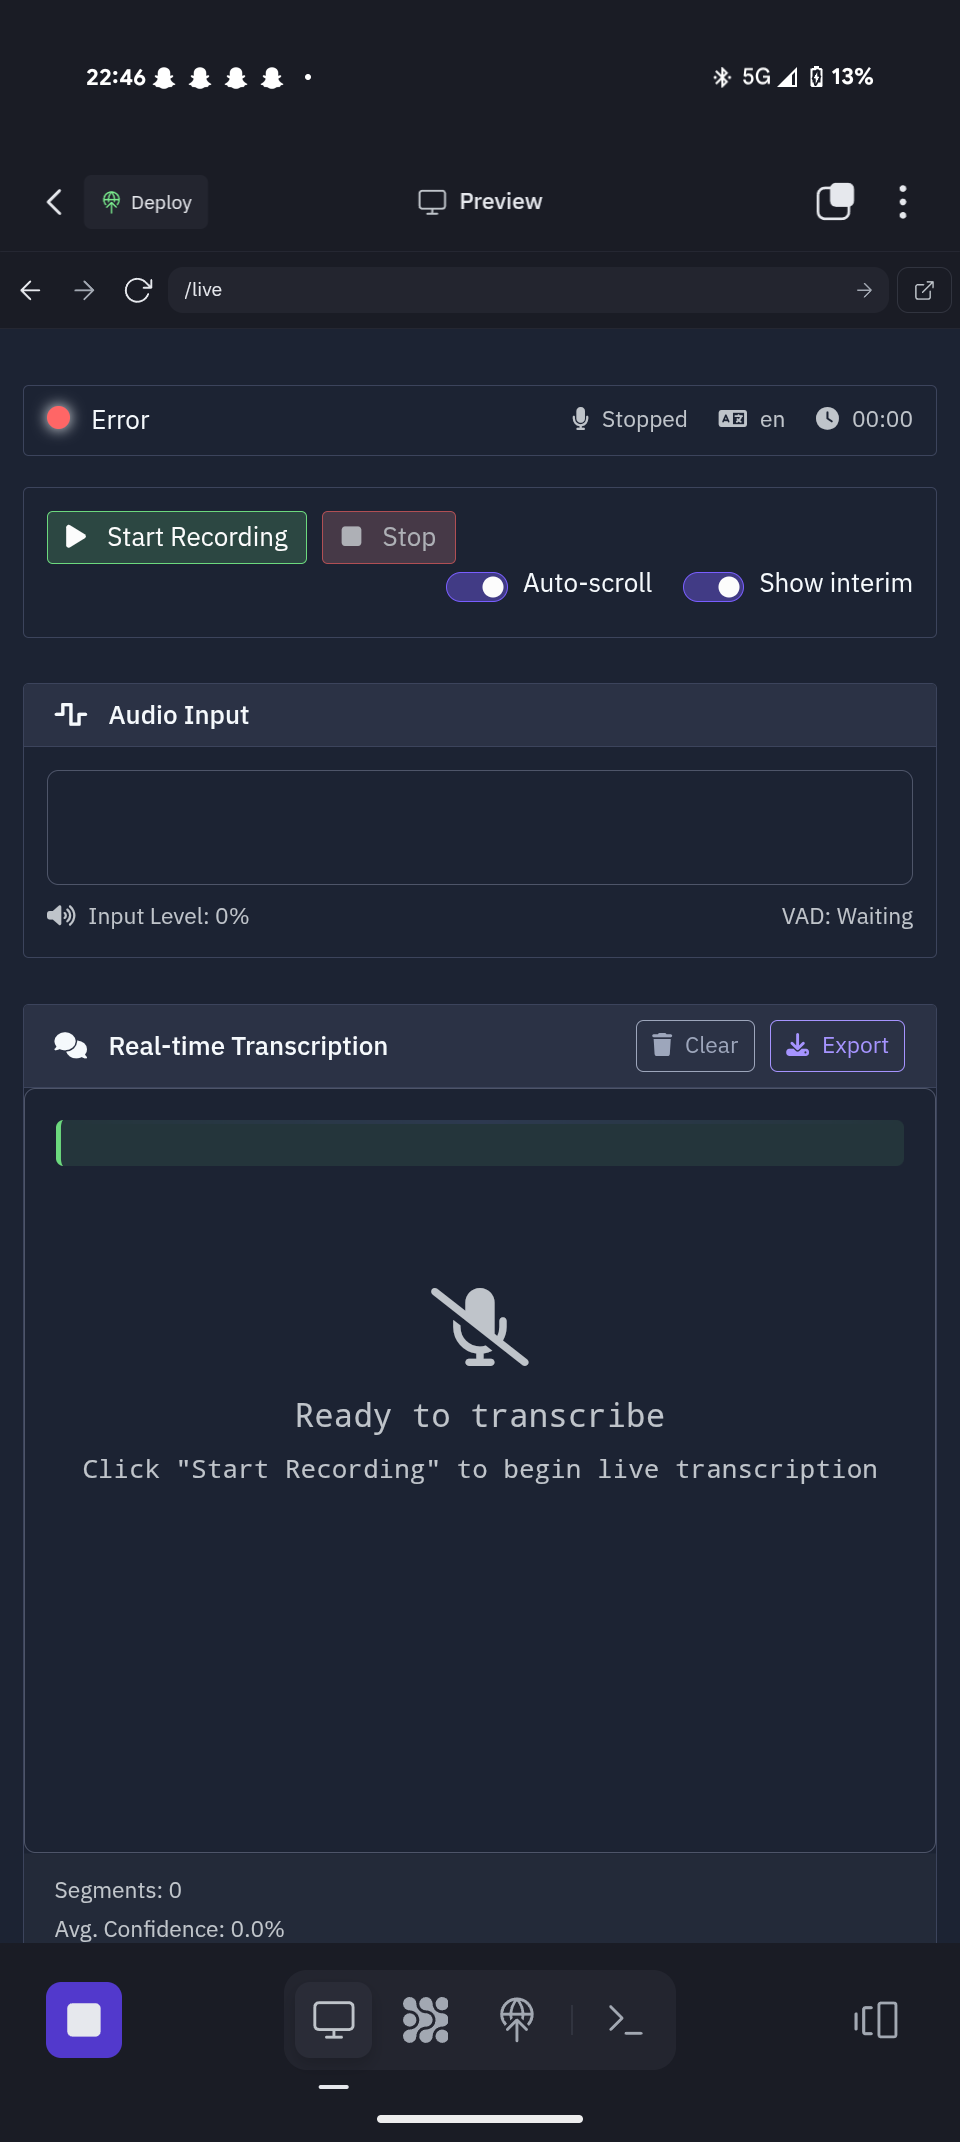 22:46
5G 13%
Deploy
Preview
/live
Error
Stopped
en
00:00
Start Recording
Stop
Auto-scroll
Show interim
Audio Input
Input Level: 0%
VAD: Waiting
Real-time Transcription
Clear
Export
Ready to transcribe
Click "Start Recording" to begin live transcription
Segments: 0
Avg. Confidence: 0.0%